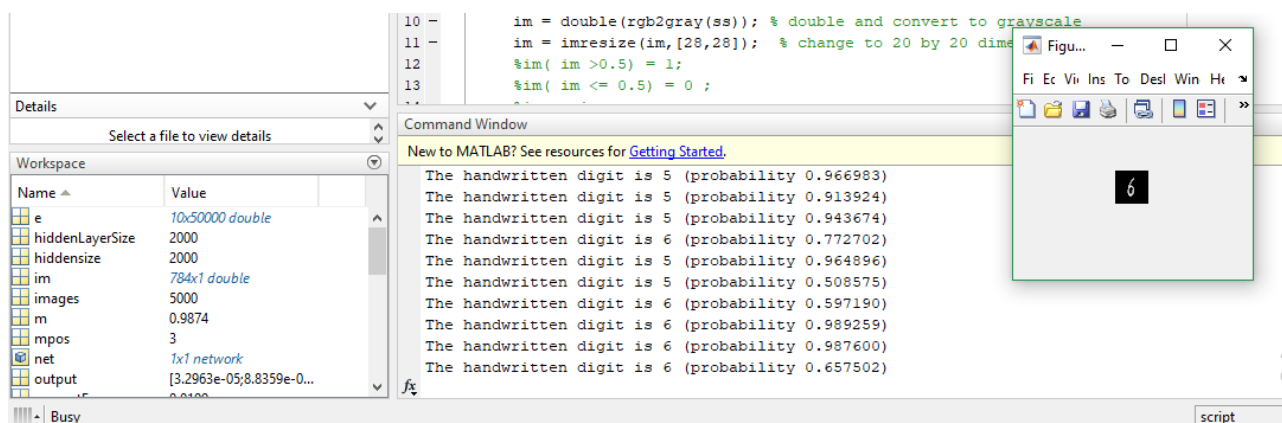 10 – im = double(rgb2gray(ss)); % double and convert to grayscale
11 – im = imresize(im,[28,28]); % change to 20 by 20 dime
12 %im( im >0.5) = 1;
13 %im( im <= 0.5) = 0 ;
Figu...
Fi Ec Vi Ins To Desl Win He
6
Details
Select a file to view details
Workspace
Name Value
e 10x50000 double
hiddenLayerSize 2000
hiddensize 2000
im 784x1 double
images 5000
m 0.9874
mpos 3
net 1x1 network
output [3.2963e-05;8.8359e-0...
Command Window
New to MATLAB? See resources for Getting Started.
The handwritten digit is 5 (probability 0.966983)
The handwritten digit is 5 (probability 0.913924)
The handwritten digit is 5 (probability 0.943674)
The handwritten digit is 6 (probability 0.772702)
The handwritten digit is 5 (probability 0.964896)
The handwritten digit is 5 (probability 0.508575)
The handwritten digit is 6 (probability 0.597190)
The handwritten digit is 6 (probability 0.989259)
The handwritten digit is 6 (probability 0.987600)
The handwritten digit is 6 (probability 0.657502)
fx
Busy
script